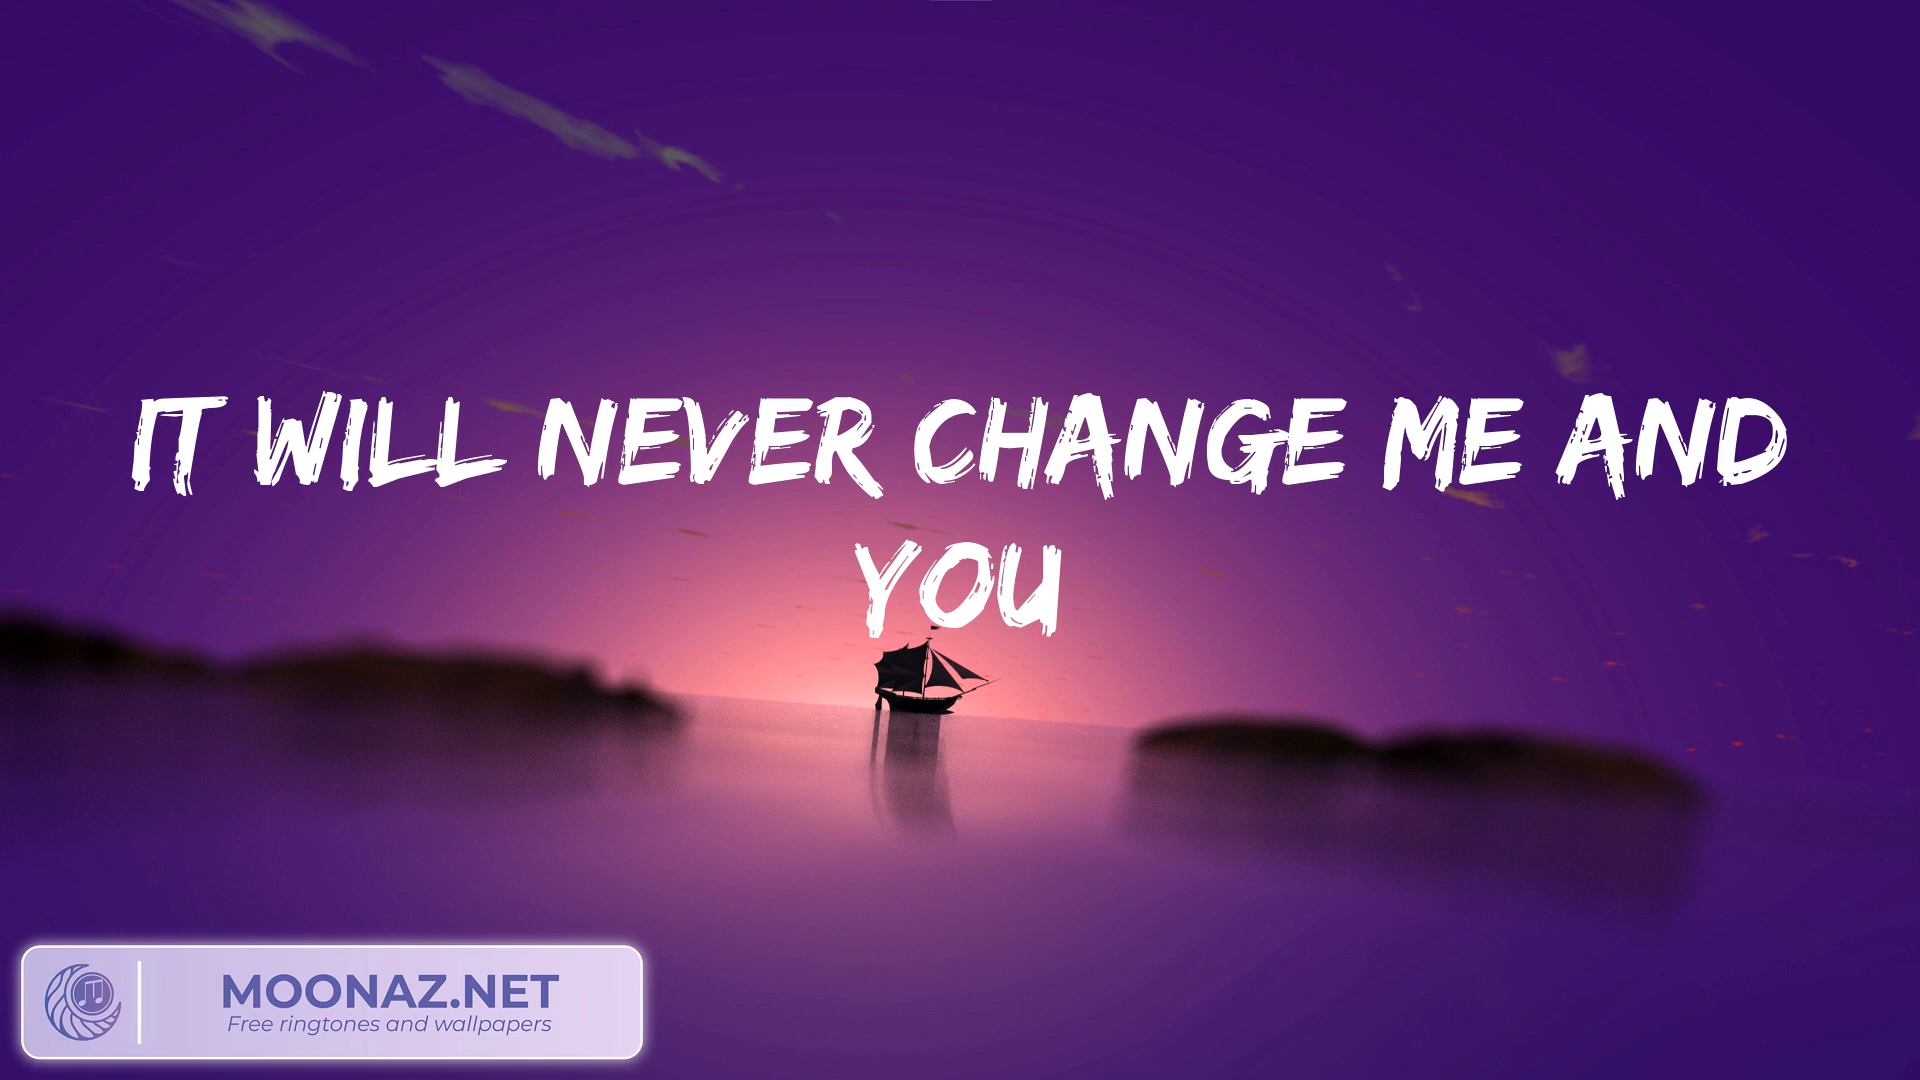 IT WILL NEVER CHANGE ME AND
YOU
MOONAZ.NET
Free ringtones and wallpapers